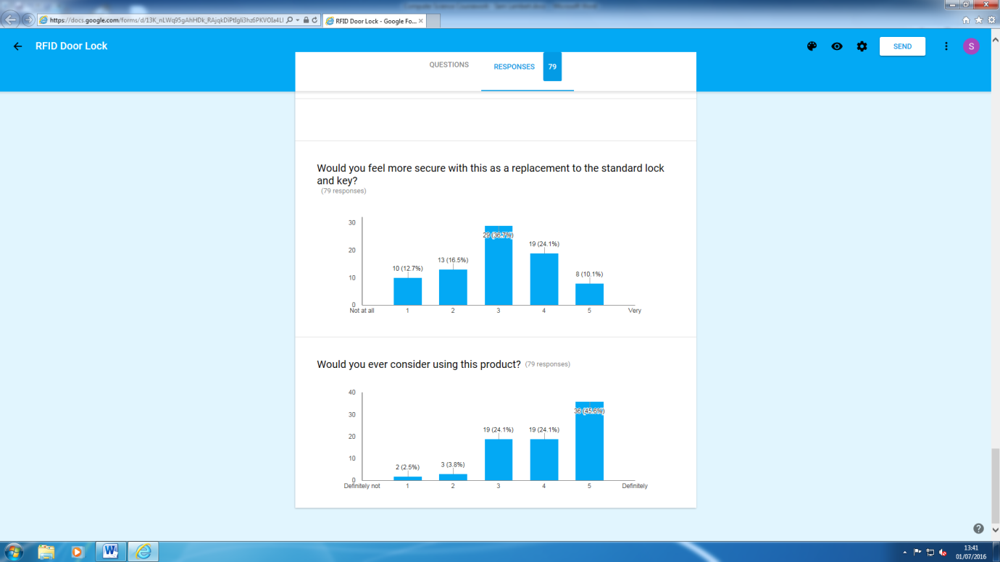 https://docs.google.com/forms/d/13K_nLWq95gAhHDk_RAjqkDiPtIgli3hz6PKVOIa4LI
RFID Door Lock - Google Fo...
RFID Door Lock
SEND
S
QUESTIONS
RESPONSES 79
Would you feel more secure with this as a replacement to the standard lock
and key?
(79 responses)
30
20
10
0
10 (12.7%)
13 (16.5%)
29 (36.7%)
19 (24.1%)
8 (10.1%)
Not at all 1 2 3 4 5 Very
Would you ever consider using this product? (79 responses)
40
30
20
10
0
2 (2.5%)
3 (3.8%)
19 (24.1%)
19 (24.1%)
36 (45.6%)
Definitely not 1 2 3 4 5 Definitely
13:41
01/07/2016